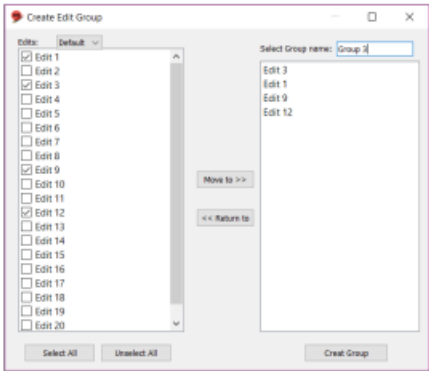 Create Edit Group
Edits: Default
Select Group name: Group 3
Edit 1
Edit 2
Edit 3
Edit 4
Edit 5
Edit 6
Edit 7
Edit 8
Edit 9
Edit 10
Edit 11
Edit 12
Edit 13
Edit 14
Edit 15
Edit 16
Edit 17
Edit 18
Edit 19
Edit 20
Move to >>
<< Return to
Edit 3
Edit 1
Edit 9
Edit 12
Select All
Unselect All
Creat Group